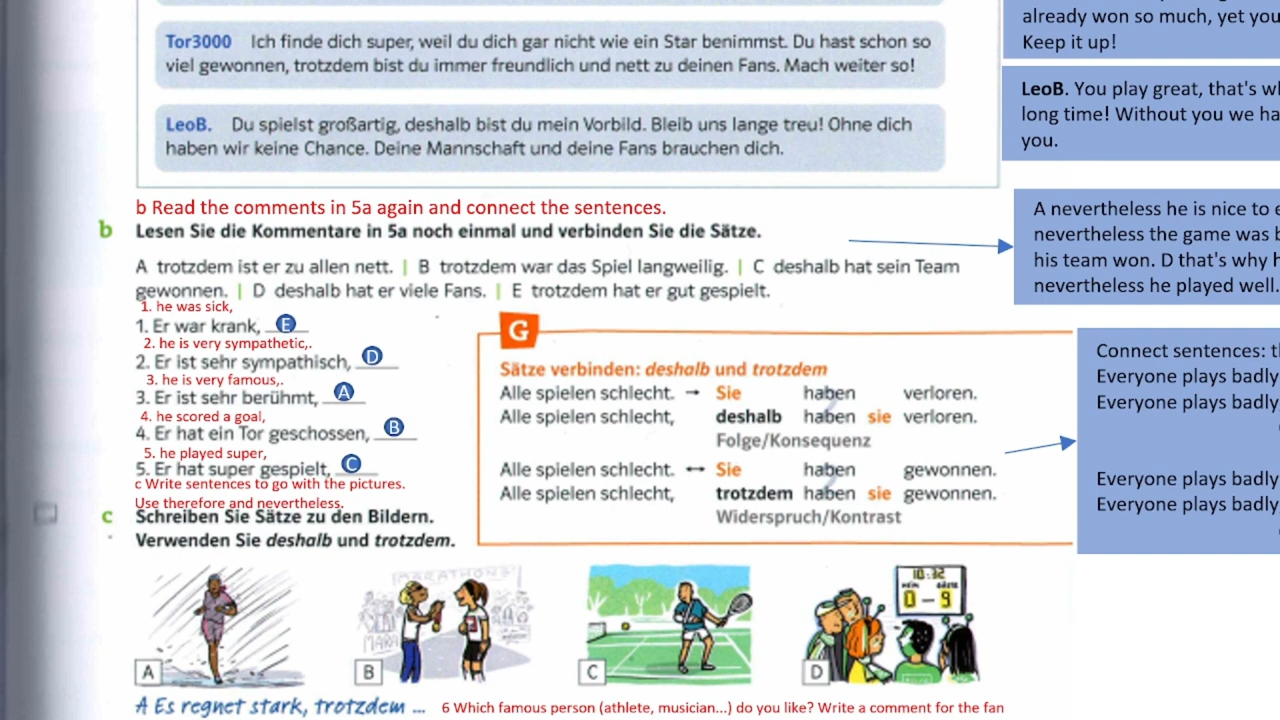 already won so much, yet you
Keep it up!
Tor3000 Ich finde dich super, weil du dich gar nicht wie ein Star benimmst. Du hast schon so
viel gewonnen, trotzdem bist du immer freundlich und nett zu deinen Fans. Mach weiter so!
LeoB. You play great, that's
long time! Without you we ha
you.
LeoB. Du spielst großartig, deshalb bist du mein Vorbild. Bleib uns lange treu! Ohne dich
haben wir keine Chance. Deine Mannschaft und deine Fans brauchen dich.
b Read the comments in 5a again and connect the sentences.
b Lesen Sie die Kommentare in 5a noch einmal und verbinden Sie die Sätze.
A nevertheless he is nice to e
nevertheless the game was b
his team won. D that's why h
nevertheless he played well.
A trotzdem ist er zu allen nett. | B trotzdem war das Spiel langweilig. | C deshalb hat sein Team
gewonnen. | D deshalb hat er viele Fans. | E trotzdem hat er gut gespielt.
1. he was sick,
1. Er war krank, E
2. he is very sympathetic,.
2. Er ist sehr sympathisch, D
3. he is very famous,.
3. Er ist sehr berühmt, A
4. he scored a goal,
4. Er hat ein Tor geschossen, B
5. he played super,
5. Er hat super gespielt, C
G
Sätze verbinden: deshalb und trotzdem
Alle spielen schlecht. → Sie haben verloren.
Alle spielen schlecht, deshalb haben sie verloren.
Folge/Konsequenz
Alle spielen schlecht. ↔ Sie haben gewonnen.
Alle spielen schlecht, trotzdem haben sie gewonnen.
Widerspruch/Kontrast
Connect sentences: t
Everyone plays badly
Everyone plays badly
Everyone plays badly
Everyone plays badly
c Write sentences to go with the pictures.
Use therefore and nevertheless.
c Schreiben Sie Sätze zu den Bildern.
Verwenden Sie deshalb und trotzdem.
MARATHON
MARA
10:32
HEIM GÄSTE
0 - 9
A
B
C
D
A Es regnet stark, trotzdem ...
6 Which famous person (athlete, musician...) do you like? Write a comment for the fan